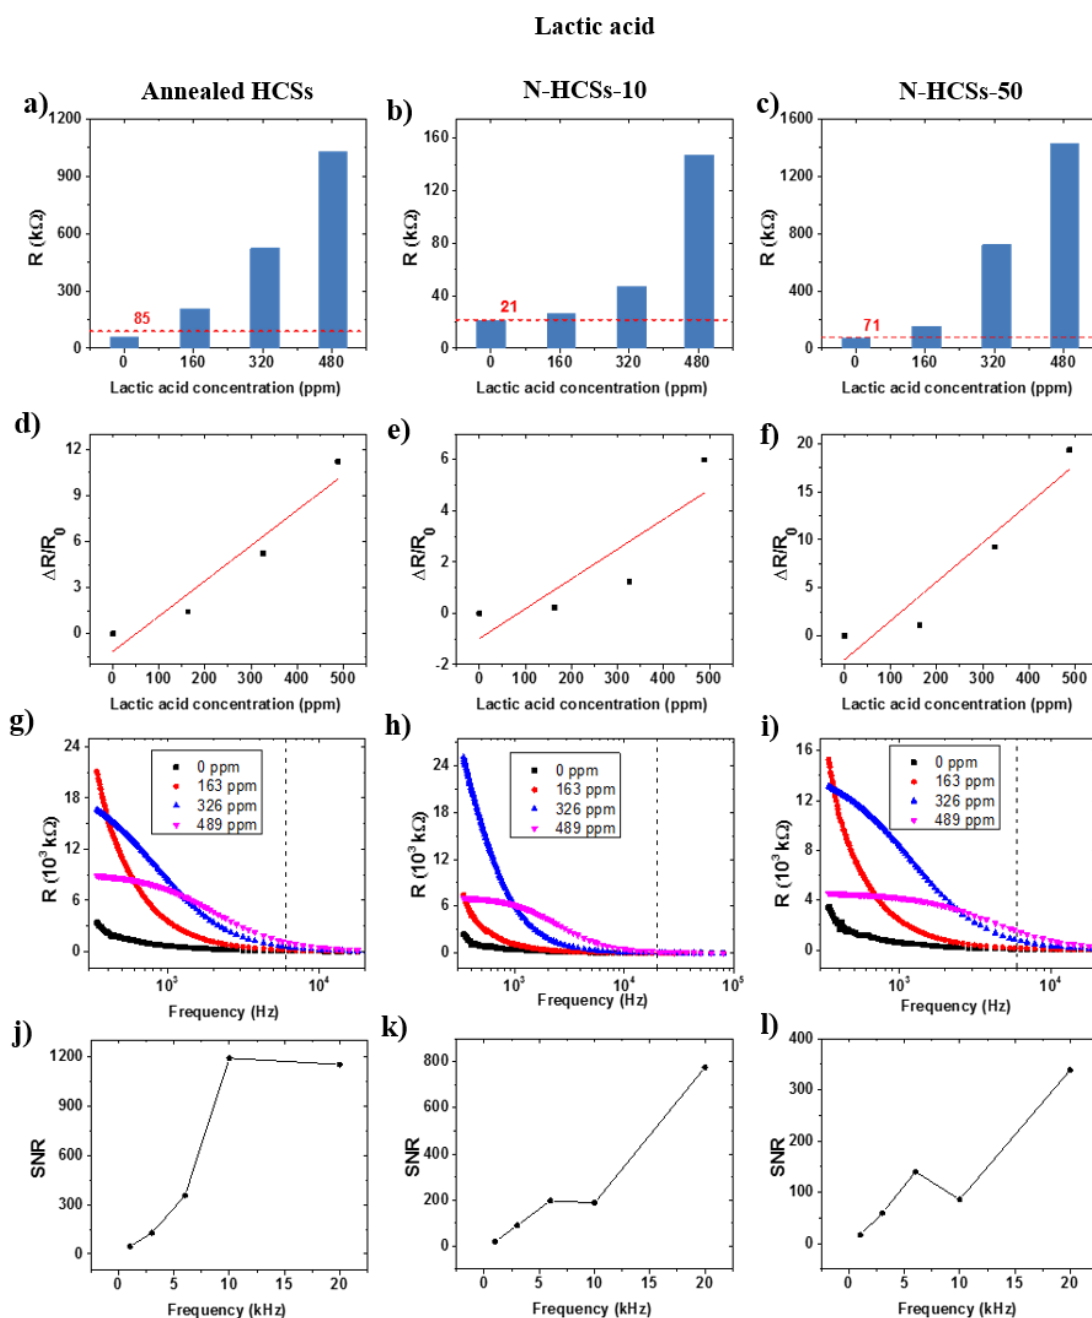 Lactic acid
Annealed HCSs
N-HCSs-10
N-HCSs-50
a)
1200
900
600
300
0
R (kΩ)
85
0 160 320 480
Lactic acid concentration (ppm)
b)
160
120
80
40
0
R (kΩ)
21
0 160 320 480
Lactic acid concentration (ppm)
c)
1600
1200
800
400
0
R (kΩ)
71
0 160 320 480
Lactic acid concentration (ppm)
d)
12
9
6
3
0
ΔR/R0
0 100 200 300 400 500
Lactic acid concentration (ppm)
e)
6
4
2
0
-2
ΔR/R0
0 100 200 300 400 500
Lactic acid concentration (ppm)
f)
20
15
10
5
0
ΔR/R0
0 100 200 300 400 500
Lactic acid concentration (ppm)
g)
24
18
12
6
0
R (10³ kΩ)
0 ppm
163 ppm
326 ppm
489 ppm
10³ 10⁴
Frequency (Hz)
h)
24
18
12
6
0
R (10³ kΩ)
0 ppm
163 ppm
326 ppm
489 ppm
10³ 10⁴ 10⁵
Frequency (Hz)
i)
16
12
8
4
0
R (10³ kΩ)
0 ppm
163 ppm
326 ppm
489 ppm
10³ 10⁴
Frequency (Hz)
j)
1200
900
600
300
0
SNR
0 5 10 15 20
Frequency (kHz)
k)
800
600
400
200
0
SNR
0 5 10 15 20
Frequency (kHz)
l)
400
300
200
100
0
SNR
0 5 10 15 20
Frequency (kHz)